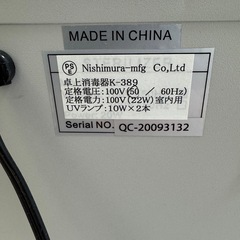 MADE IN CHINA
PS E Nishimura-mfg Co,Ltd
卓上消毒器K-389
定格電圧:100V(50 / 60Hz)
定格電力:100V(22W)室内用
UVランプ:10W×2本
Serial NO. QC-20093132